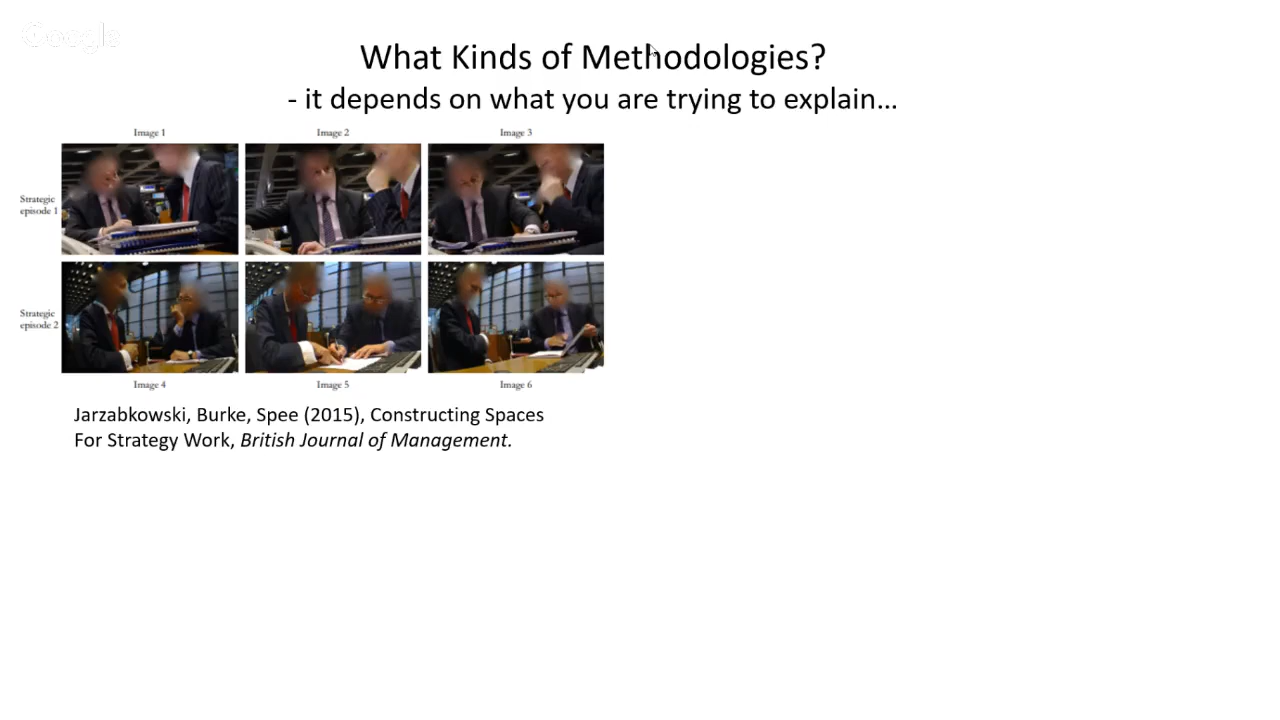 Google
What Kinds of Methodologies?
- it depends on what you are trying to explain...
Image 1
Image 2
Image 3
Strategic
episode 1
Strategic
episode 2
Image 4
Image 5
Image 6
Jarzabkowski, Burke, Spee (2015), Constructing Spaces
For Strategy Work, British Journal of Management.